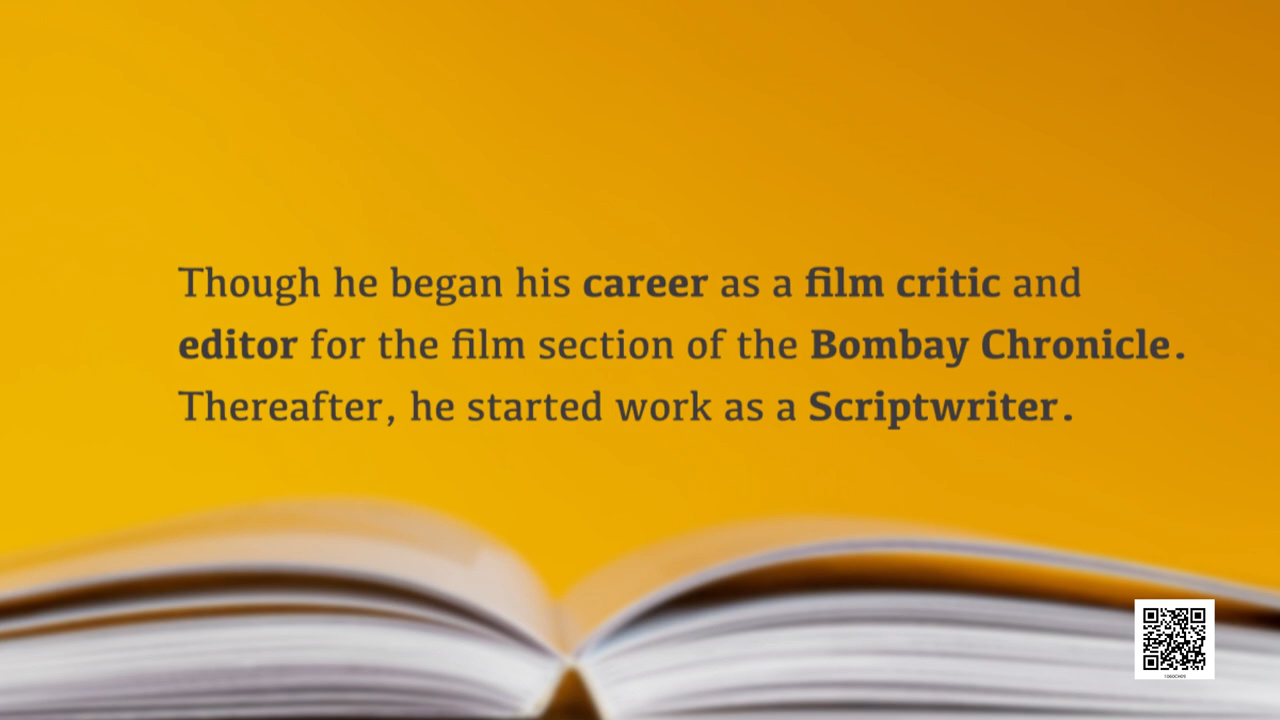 Though he began his career as a film critic and
editor for the film section of the Bombay Chronicle.
Thereafter, he started work as a Scriptwriter.